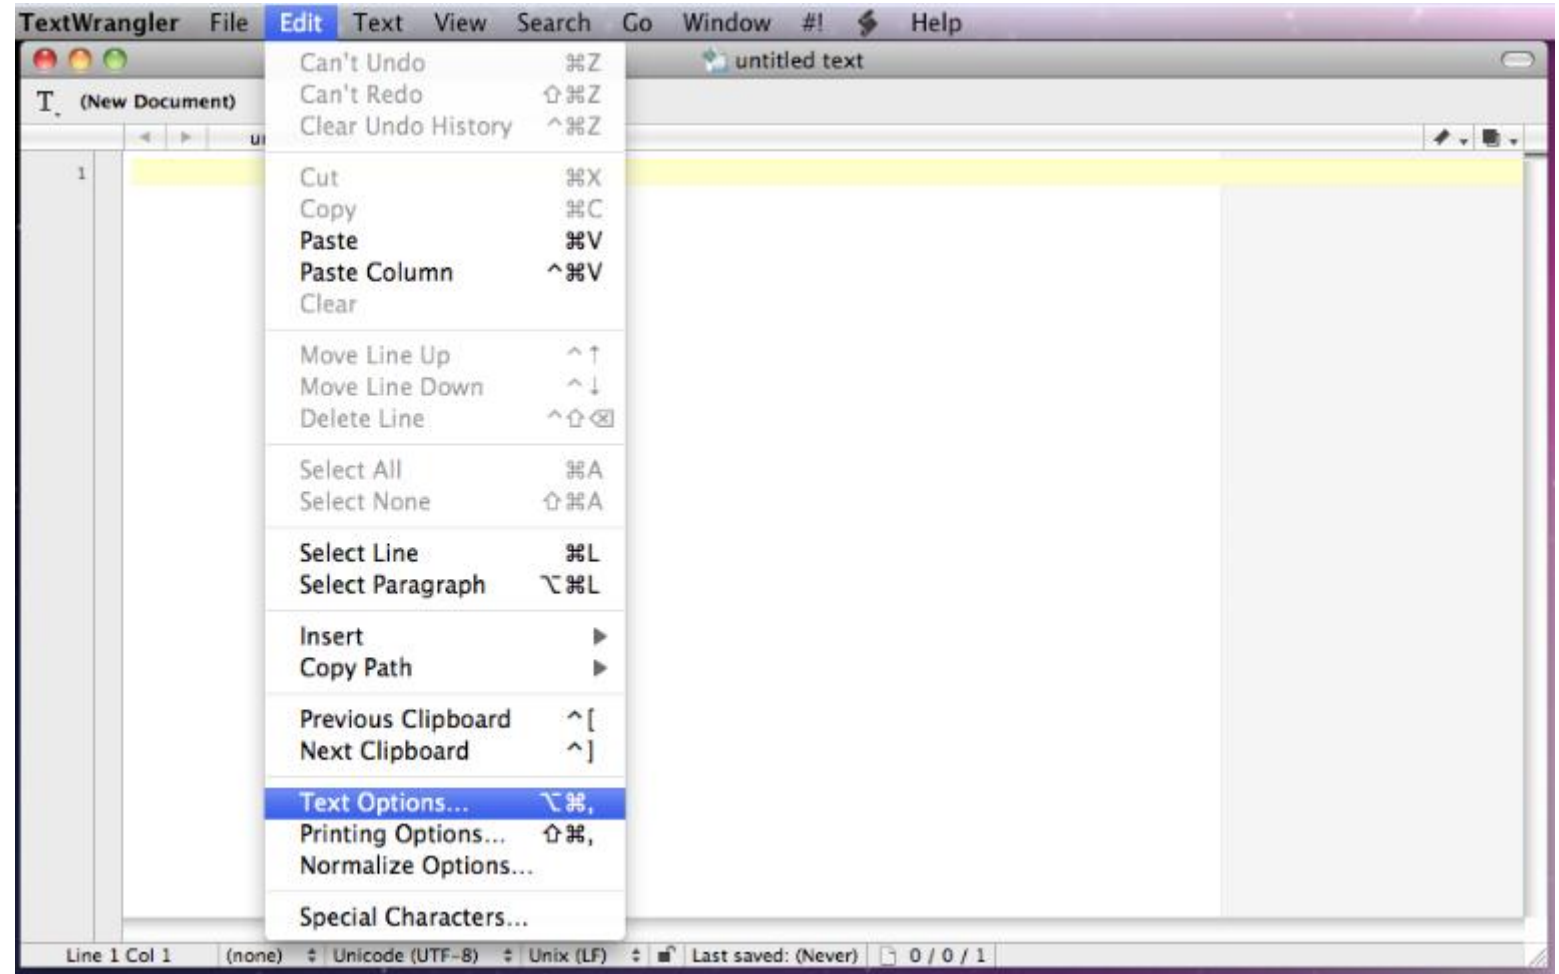 TextWrangler File Edit Text View Search Go Window #! Help
untitled text
T (New Document)
1
Can't Undo ⌘Z
Can't Redo ⇧⌘Z
Clear Undo History ^⌘Z
Cut ⌘X
Copy ⌘C
Paste ⌘V
Paste Column ^⌘V
Clear
Move Line Up ^↑
Move Line Down ^↓
Delete Line ^⇧⌫
Select All ⌘A
Select None ⇧⌘A
Select Line ⌘L
Select Paragraph ⌥⌘L
Insert ▶
Copy Path ▶
Previous Clipboard ^[
Next Clipboard ^]
Text Options... ⌥⌘,
Printing Options... ⇧⌘,
Normalize Options...
Special Characters...
Line 1 Col 1 (none) Unicode (UTF-8) Unix (LF) Last saved: (Never) 0 / 0 / 1